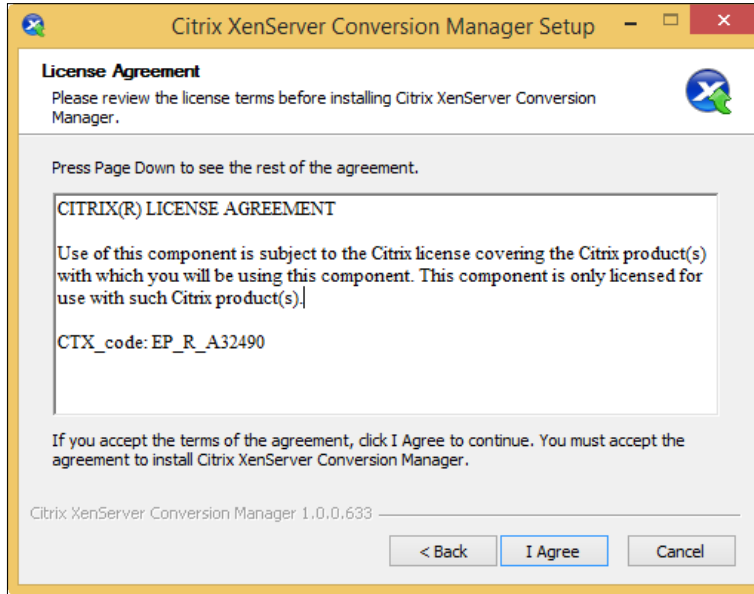 Citrix XenServer Conversion Manager Setup
License Agreement
Please review the license terms before installing Citrix XenServer Conversion
Manager.
Press Page Down to see the rest of the agreement.
CITRIX(R) LICENSE AGREEMENT
Use of this component is subject to the Citrix license covering the Citrix product(s)
with which you will be using this component. This component is only licensed for
use with such Citrix product(s).
CTX_code: EP_R_A32490
If you accept the terms of the agreement, click I Agree to continue. You must accept the
agreement to install Citrix XenServer Conversion Manager.
Citrix XenServer Conversion Manager 1.0.0.633
< Back
I Agree
Cancel